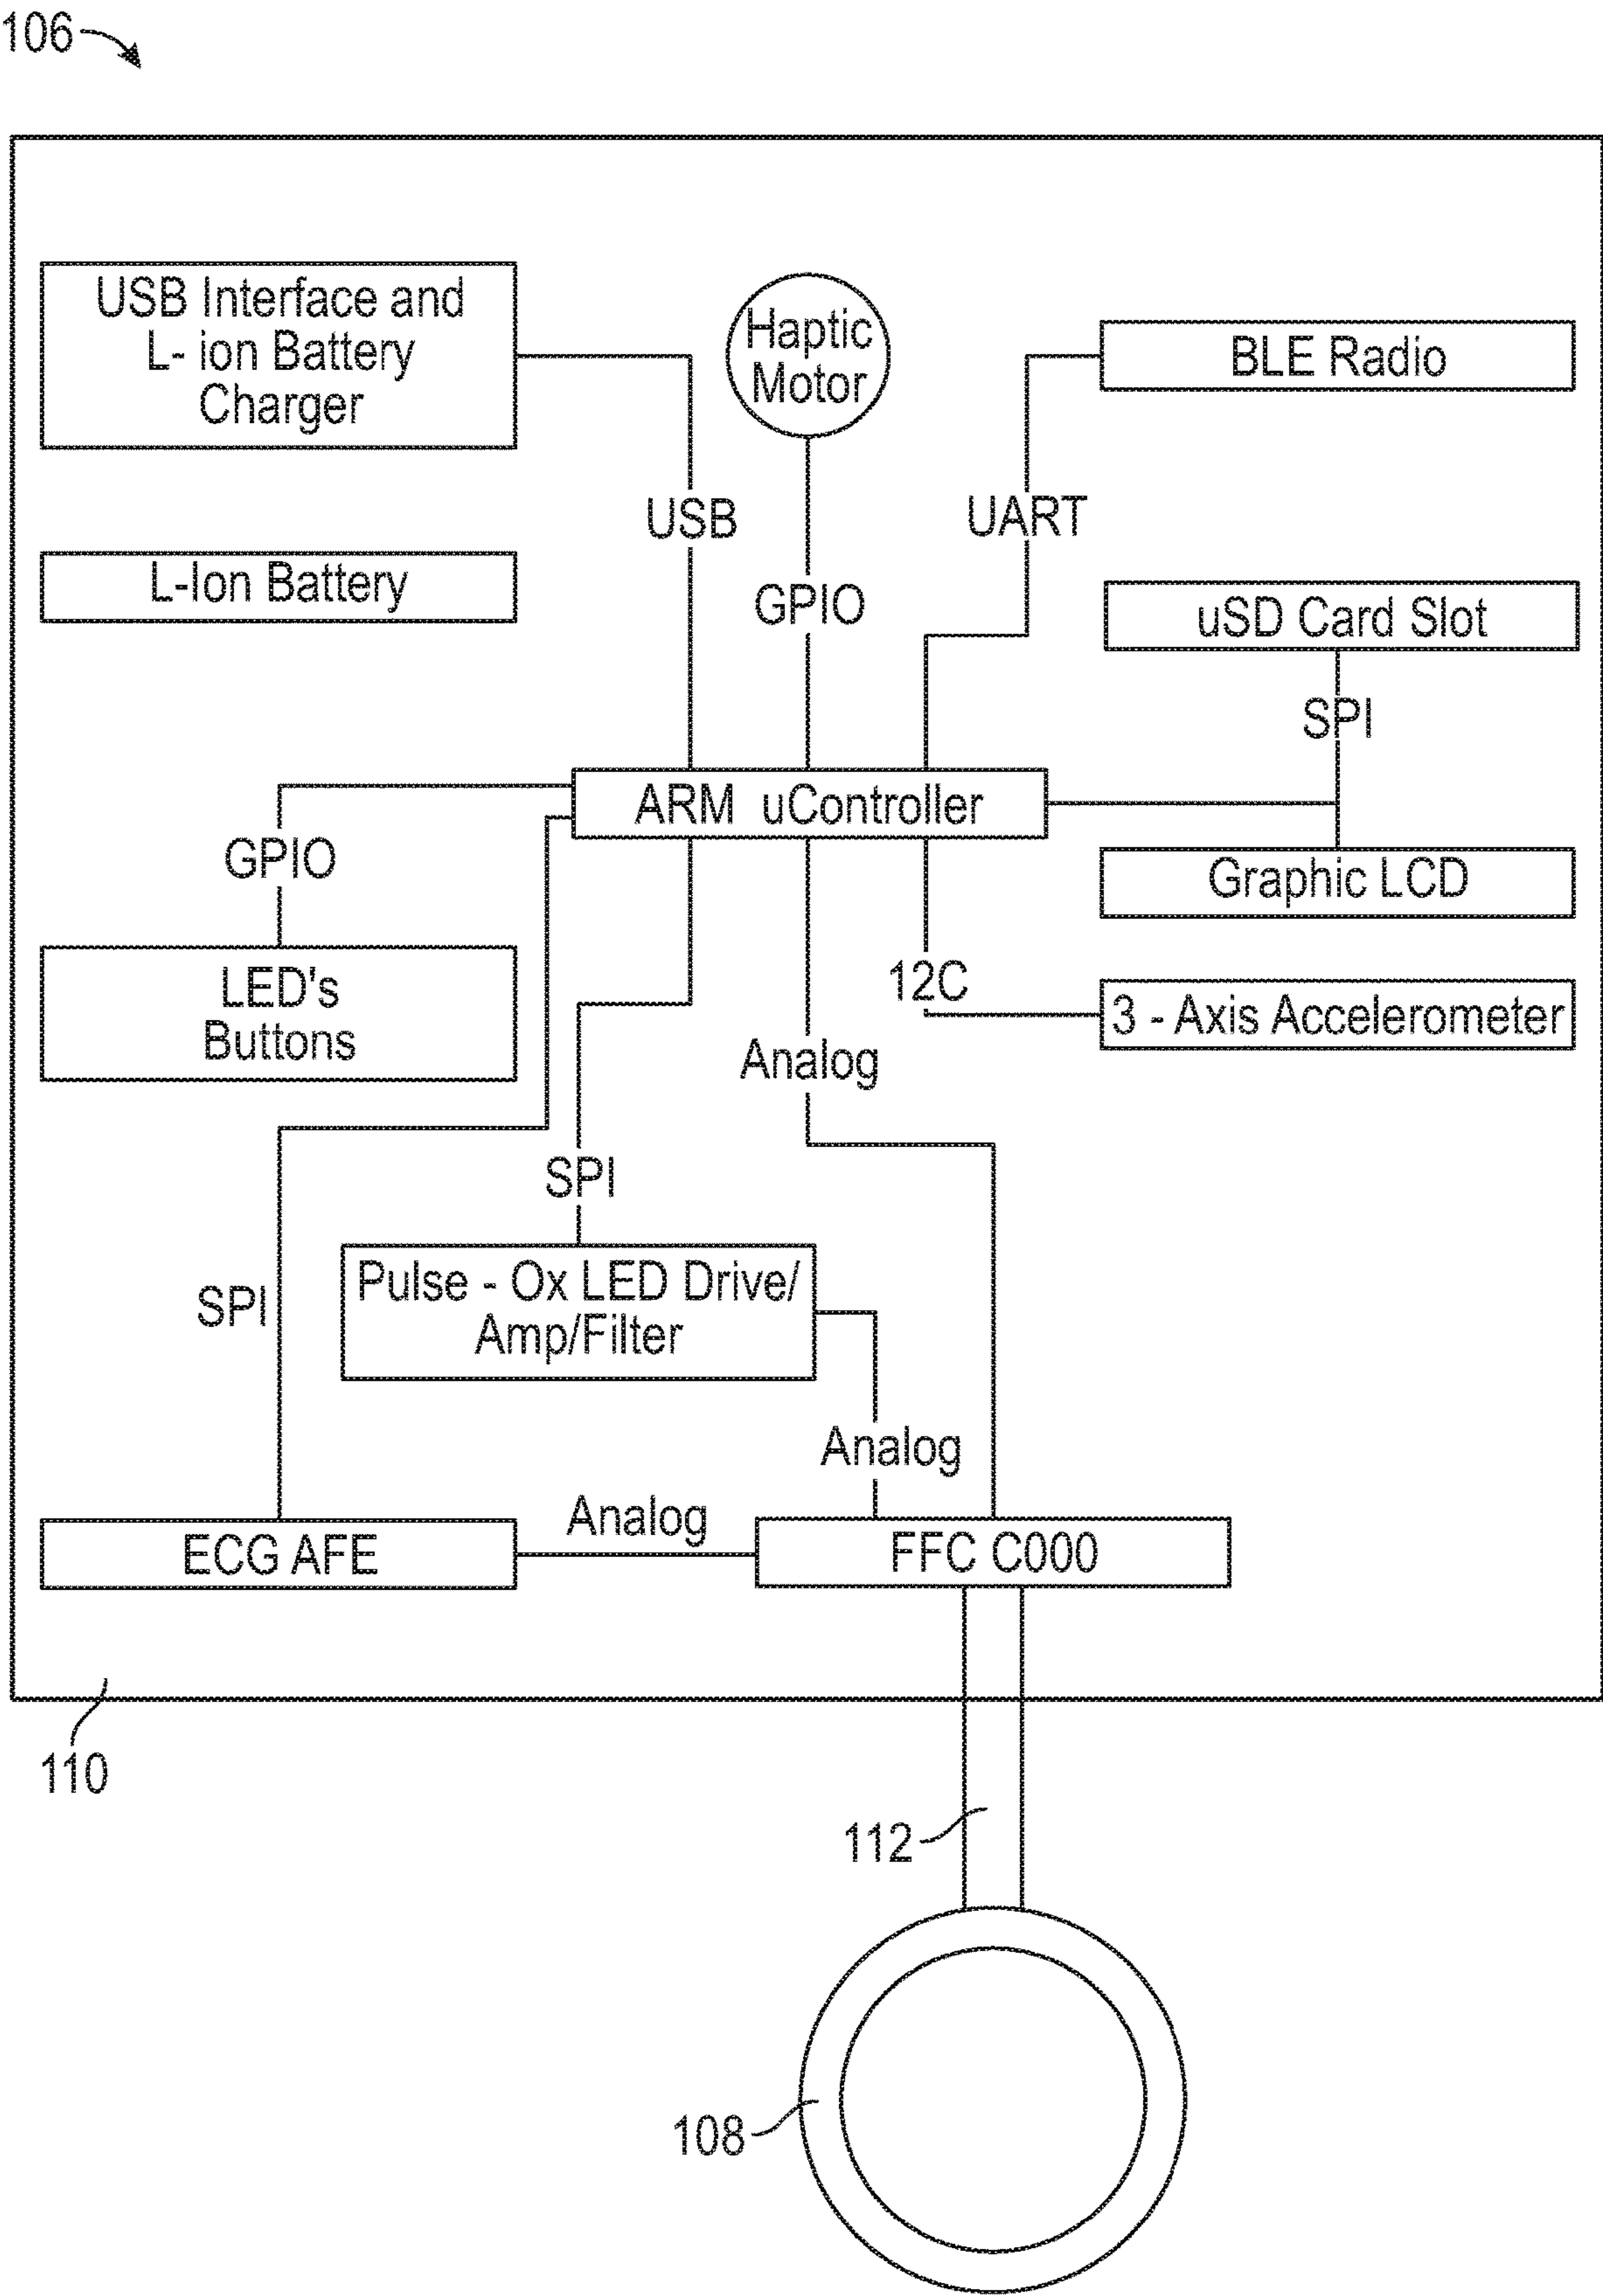 106
USB Interface and
L- ion Battery
Charger
Haptic
Motor
BLE Radio
USB
UART
L-Ion Battery
GPIO
uSD Card Slot
SPI
ARM uController
GPIO
Graphic LCD
LED's
Buttons
12C
3 - Axis Accelerometer
Analog
SPI
SPI
Pulse - Ox LED Drive/
Amp/Filter
Analog
Analog
ECG AFE
FFC C000
110
112
108